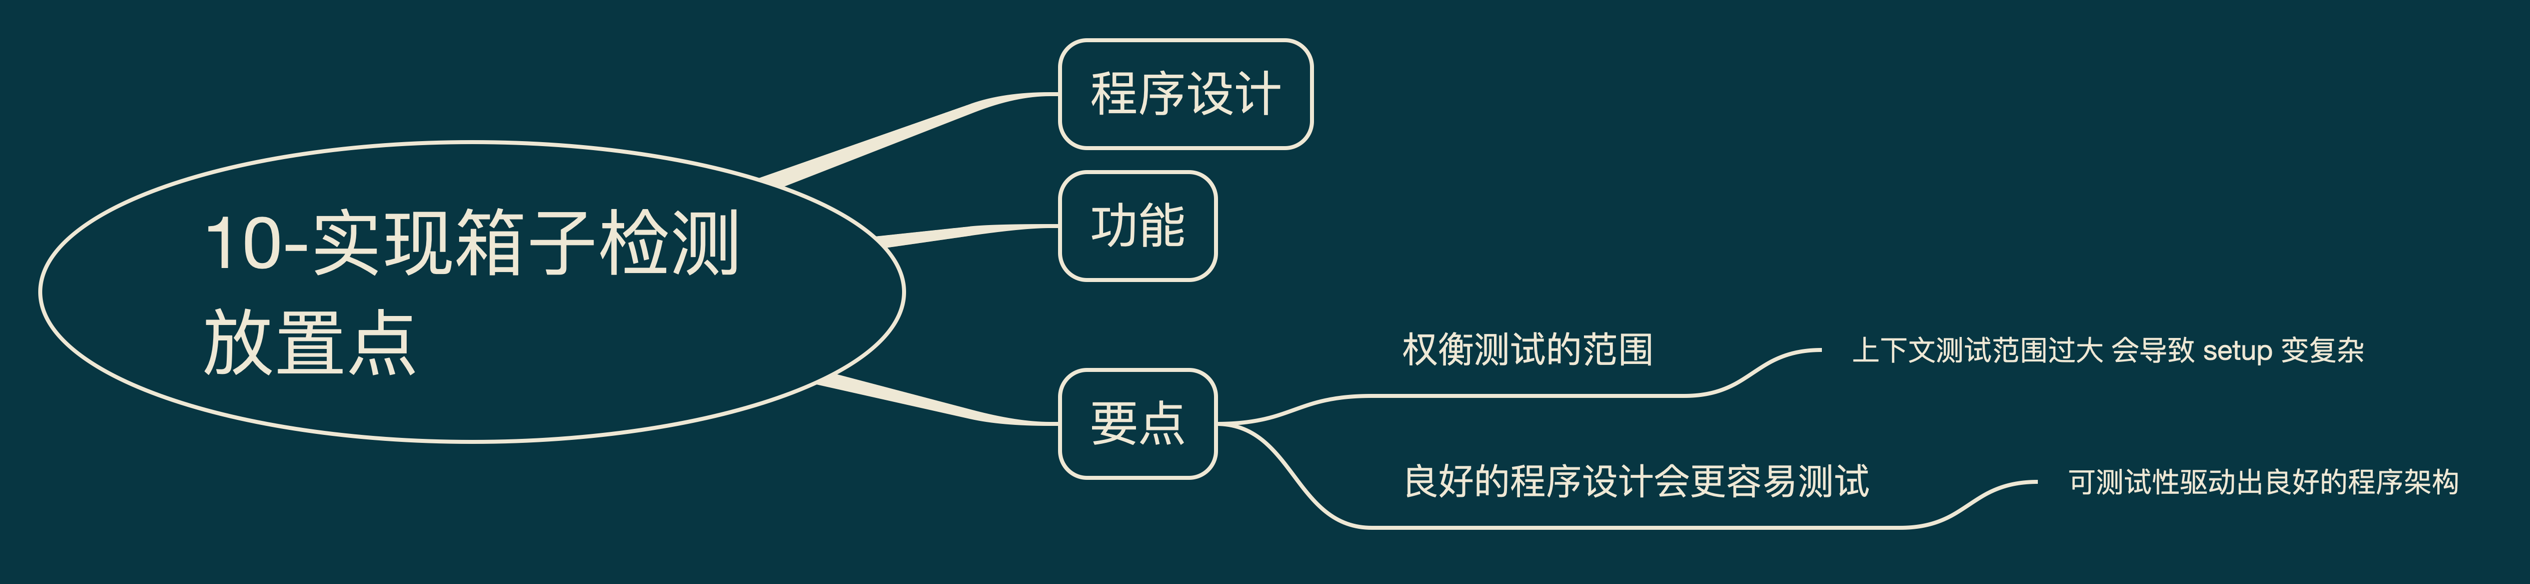 10-实现箱子检测
放置点
程序设计
功能
要点
权衡测试的范围
上下文测试范围过大 会导致 setup 变复杂
良好的程序设计会更容易测试
可测试性驱动出良好的程序架构